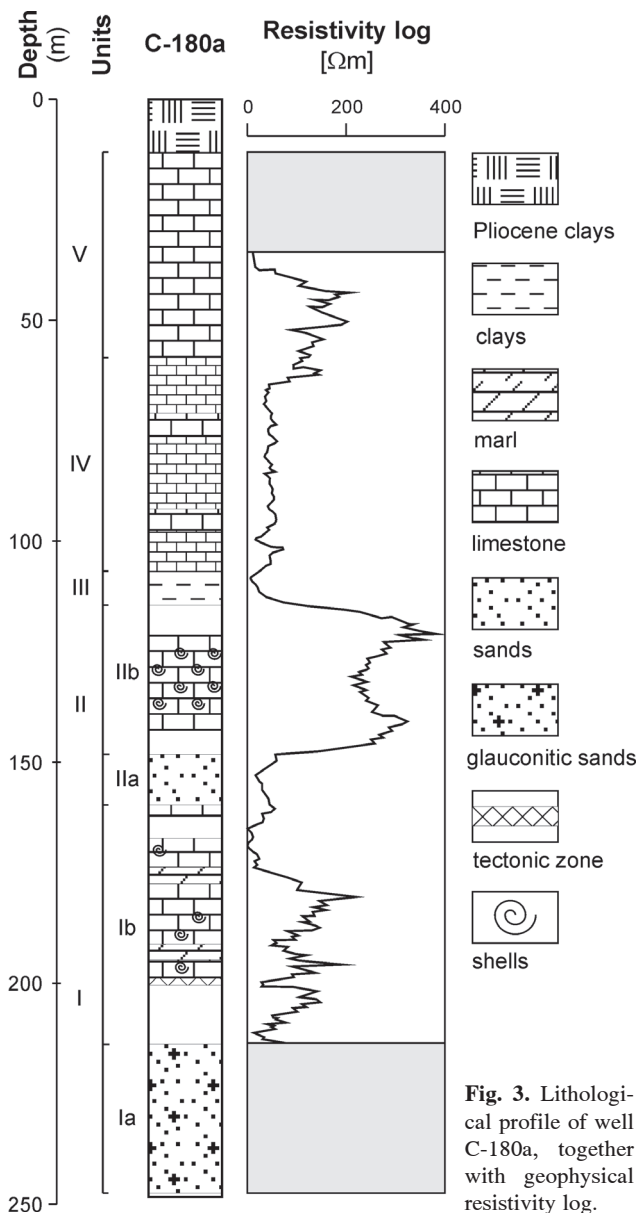 Depth
(m)
Units
C-180a
Resistivity log
[Ωm]
0
200
400
0
50
100
150
200
250
V
IV
III
IIb
II
IIa
Ib
I
Ia
Pliocene clays
clays
marl
limestone
sands
glauconitic sands
tectonic zone
shells
Fig. 3. Lithologi-
cal profile of well
C-180a, together
with geophysical
resistivity log.